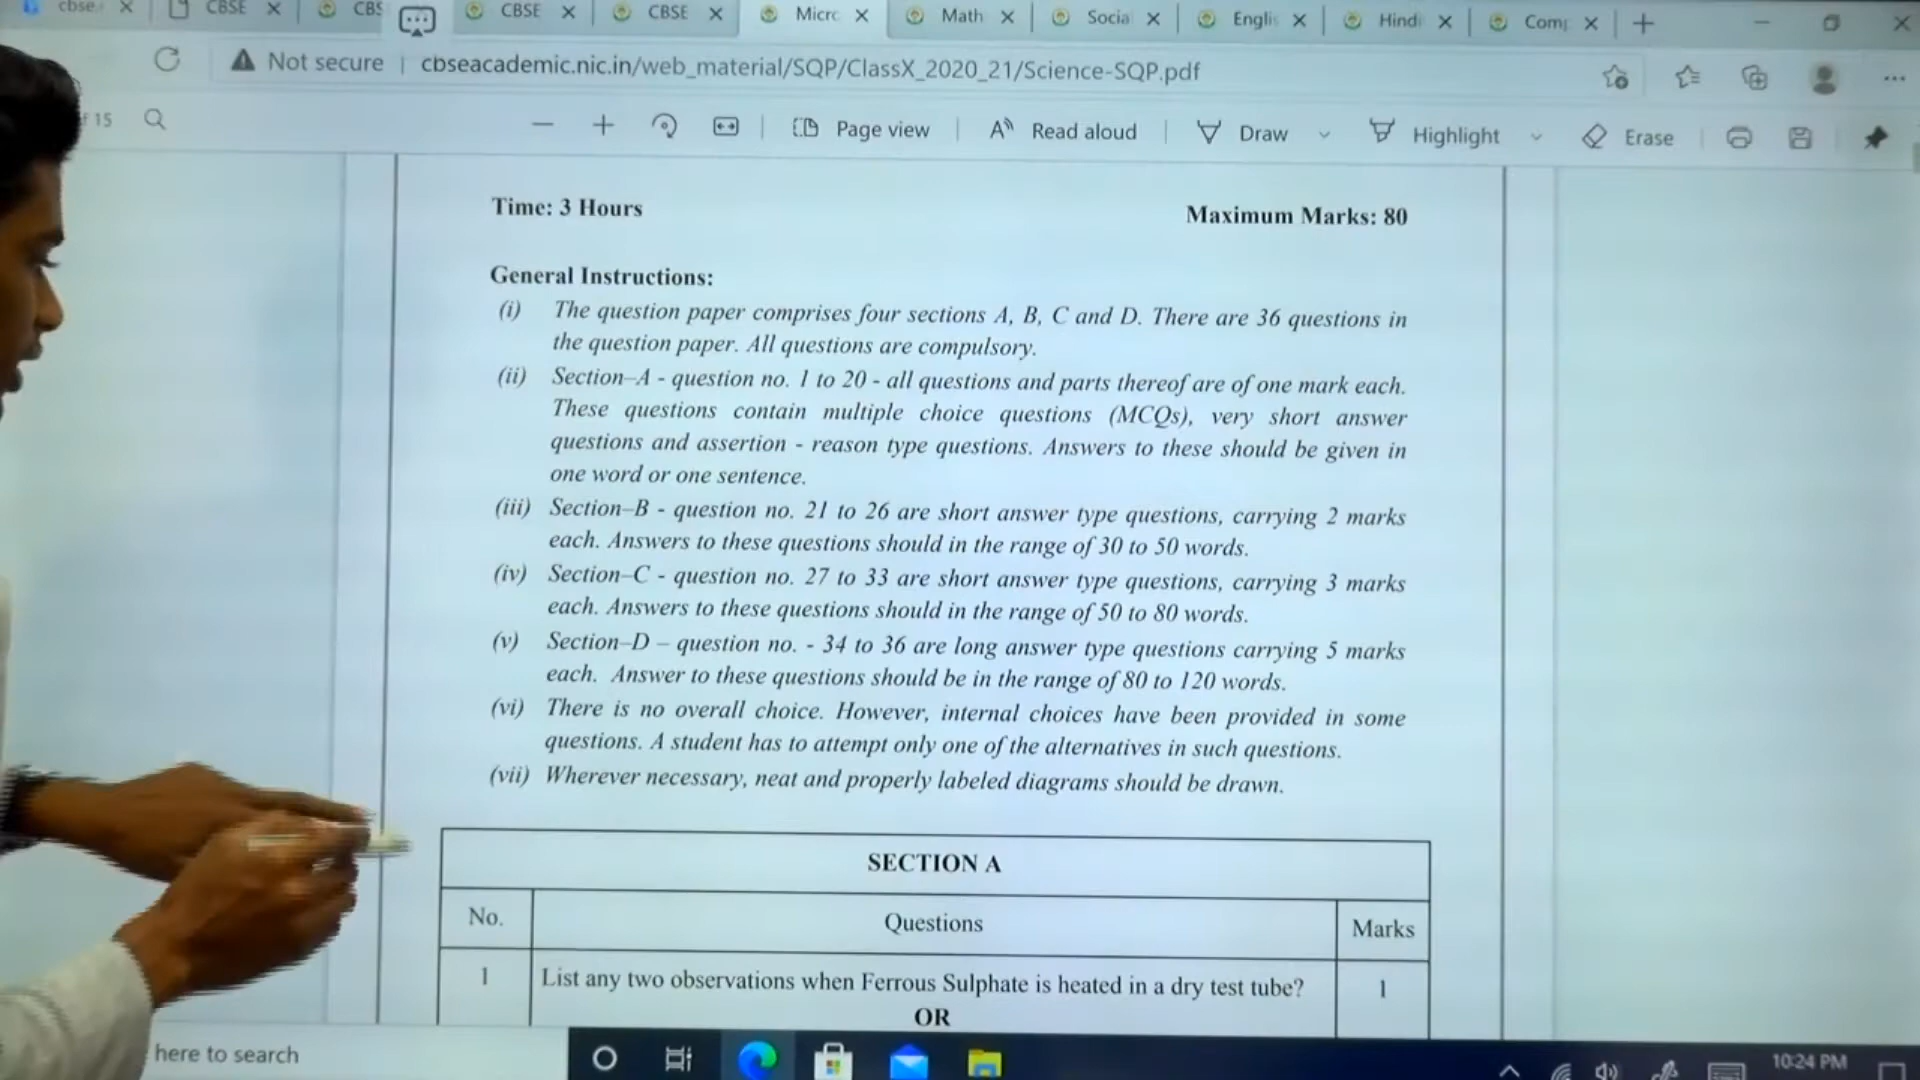 cbse.
CBSE
CBS
CBSE
CBSE
Micrc
Math
Socia
Englis
Hindi
Comp
Not secure | cbseacademic.nic.in/web_material/SQP/ClassX_2020_21/Science-SQP.pdf
f 15
Page view
Read aloud
Draw
Highlight
Erase
Time: 3 Hours
Maximum Marks: 80
General Instructions:
(i) The question paper comprises four sections A, B, C and D. There are 36 questions in
the question paper. All questions are compulsory.
(ii) Section–A - question no. 1 to 20 - all questions and parts thereof are of one mark each.
These questions contain multiple choice questions (MCQs), very short answer
questions and assertion - reason type questions. Answers to these should be given in
one word or one sentence.
(iii) Section–B - question no. 21 to 26 are short answer type questions, carrying 2 marks
each. Answers to these questions should in the range of 30 to 50 words.
(iv) Section–C - question no. 27 to 33 are short answer type questions, carrying 3 marks
each. Answers to these questions should in the range of 50 to 80 words.
(v) Section–D – question no. - 34 to 36 are long answer type questions carrying 5 marks
each. Answer to these questions should be in the range of 80 to 120 words.
(vi) There is no overall choice. However, internal choices have been provided in some
questions. A student has to attempt only one of the alternatives in such questions.
(vii) Wherever necessary, neat and properly labeled diagrams should be drawn.
SECTION A
No.
Questions
Marks
1
List any two observations when Ferrous Sulphate is heated in a dry test tube?
1
OR
here to search
10:24 PM